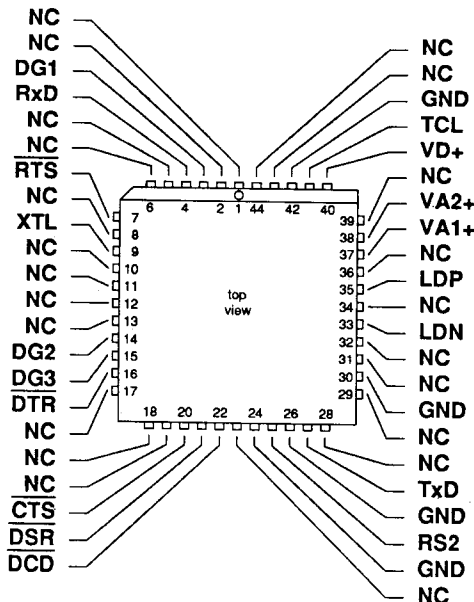 NC
NC
DG1
RxD
NC
NC
RTS
NC
XTL
NC
NC
NC
NC
DG2
DG3
DTR
NC
NC
NC
CTS
DSR
DCD
NC
NC
GND
TCL
VD+
NC
VA2+
VA1+
NC
LDP
NC
LDN
NC
NC
GND
NC
NC
TxD
GND
RS2
GND
NC
6 4 2 1 44 42 40
7
8
9
10
11
12
13
14
15
16
17
top
view
39
38
37
36
35
34
33
32
31
30
29
18 20 22 24 26 28